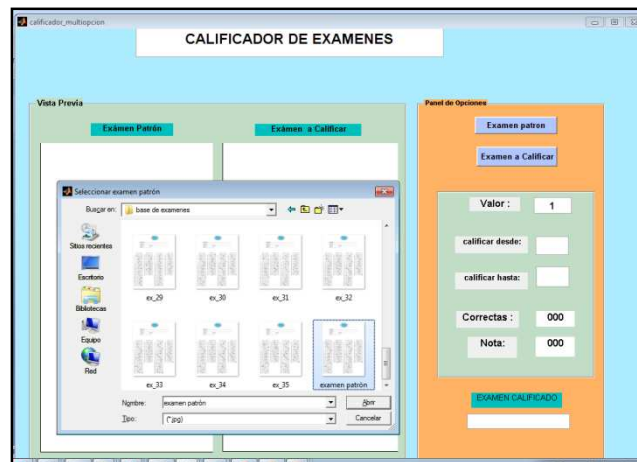 calificador_multiopcion
CALIFICADOR DE EXAMENES
Vista Previa
Exámen Patrón
Exámen a Calificar
Panel de Opciones
Examen patron
Examen a Calificar
Valor : 1
calificar desde:
calificar hasta:
Correctas : 000
Nota: 000
EXAMEN CALIFICADO
Seleccionar examen patrón
Buscar en: base de examenes
Sitios recientes
Escritorio
Bibliotecas
Equipo
Red
ex_29 ex_30 ex_31 ex_32
ex_33 ex_34 ex_35 examen patrón
Nombre: examen patrón Abrir
Tipo: (*.jpg) Cancelar